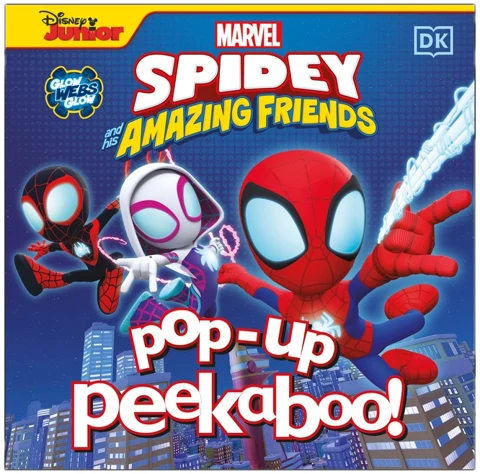 Disney
Junior
MARVEL
DK
SPIDEY
GLOW
WEBS
GLOW
and his
AMAZING FRIENDS
pop-up
peekaboo!